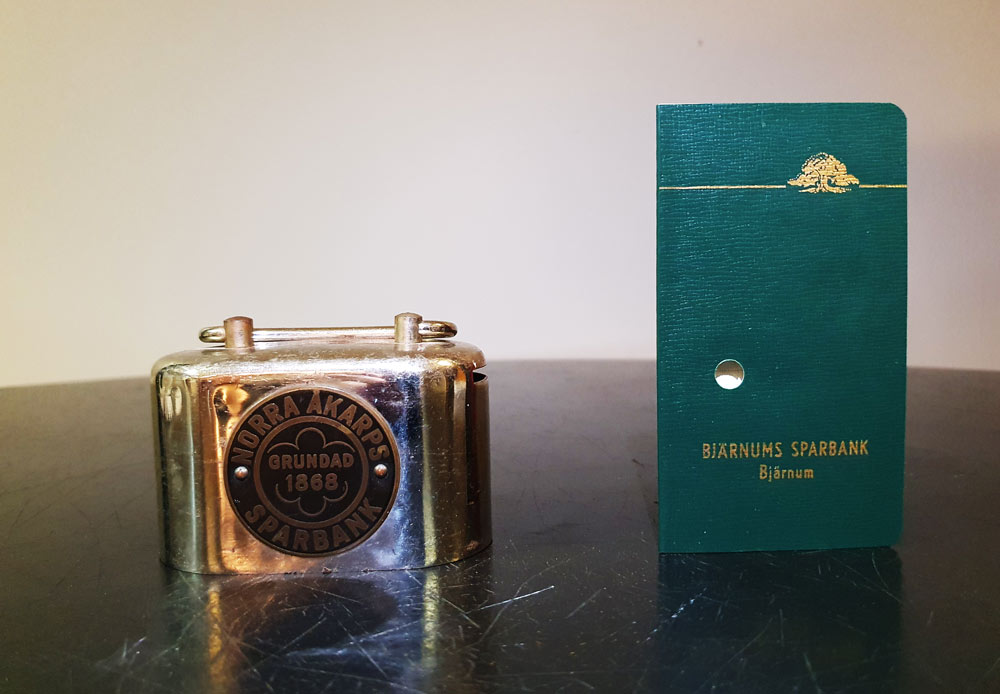 NORRA ÅKARPS
GRUNDAD
1868
SPARBANK
BJÄRNUMS SPARBANK
Bjärnum